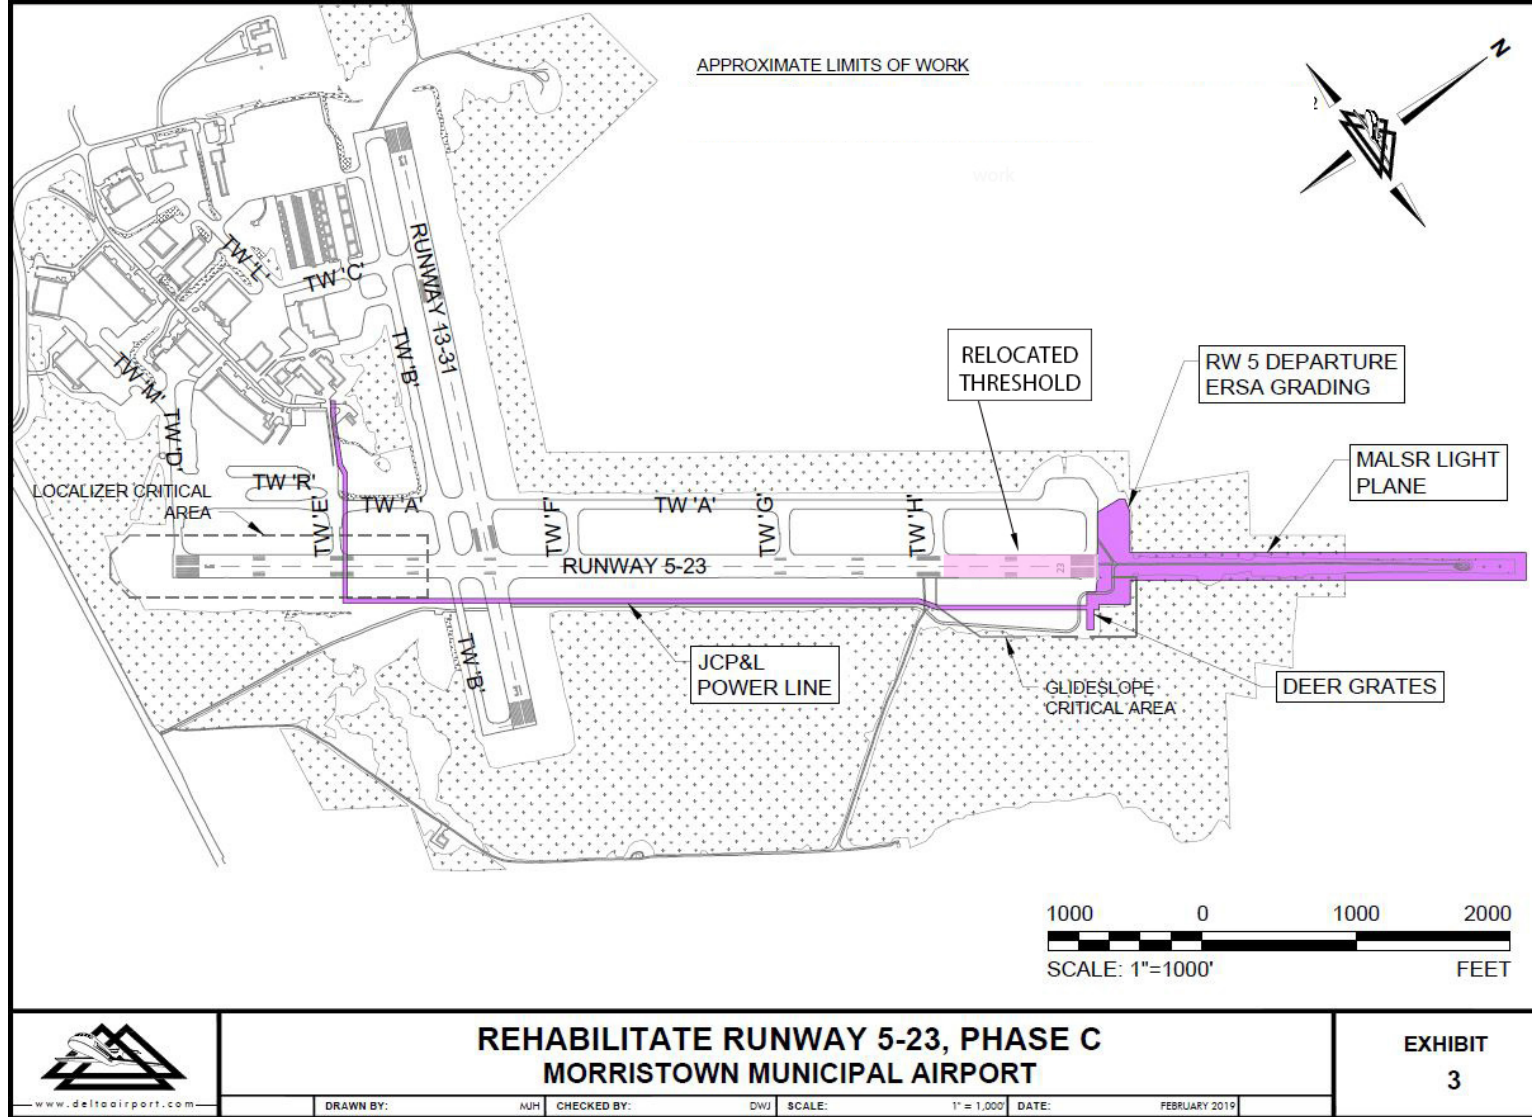 APPROXIMATE LIMITS OF WORK
N
work
RUNWAY 13-31
TW 'L'
TW 'C'
TW 'B'
TW 'M'
TW 'D'
RELOCATED
THRESHOLD
RW 5 DEPARTURE
ERSA GRADING
MALSR LIGHT
PLANE
LOCALIZER CRITICAL
AREA
TW 'R'
TW 'E'
TW 'A'
TW 'F'
TW 'A'
TW 'G'
TW 'H'
RUNWAY 5-23
23
TW 'B'
JCP&L
POWER LINE
GLIDESLOPE
CRITICAL AREA
DEER GRATES
1000 0 1000 2000
SCALE: 1"=1000' FEET
REHABILITATE RUNWAY 5-23, PHASE C
MORRISTOWN MUNICIPAL AIRPORT
EXHIBIT
3
www.deltaairport.com
DRAWN BY: MJH CHECKED BY: DWJ SCALE: 1" = 1,000' DATE: FEBRUARY 2019